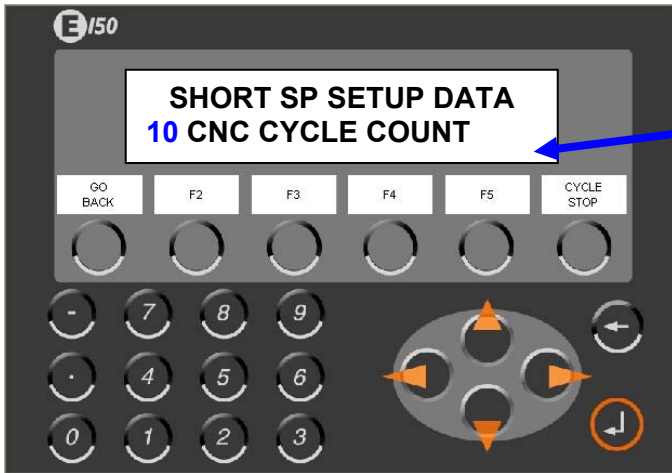 E150
SHORT SP SETUP DATA
10 CNC CYCLE COUNT
GO BACK
F2
F3
F4
F5
CYCLE STOP
- 7 8 9
. 4 5 6
0 1 2 3